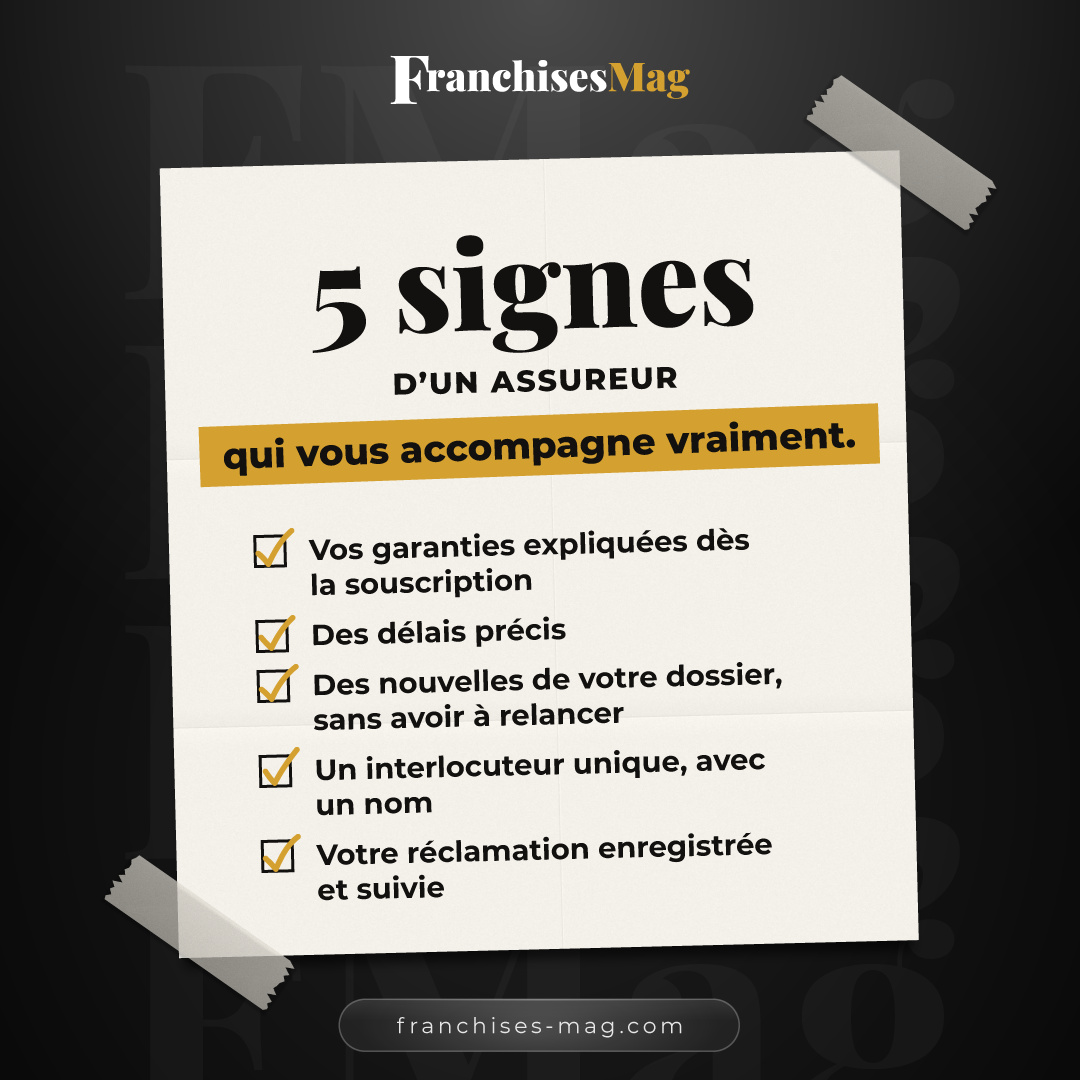 FranchisesMag
5 signes
D’UN ASSUREUR
qui vous accompagne vraiment.
Vos garanties expliquées dès
la souscription
Des délais précis
Des nouvelles de votre dossier,
sans avoir à relancer
Un interlocuteur unique, avec
un nom
Votre réclamation enregistrée
et suivie
franchises-mag.com